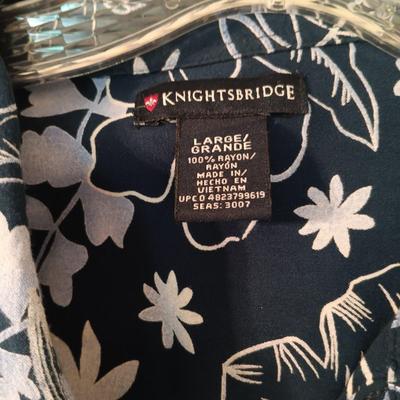 KNIGHTSBRIDGE
LARGE/
GRANDE
100% RAYON/
RAYÓN
MADE IN/
HECHO EN
VIETNAM
UPC 0 4823799619
SEAS: 3007